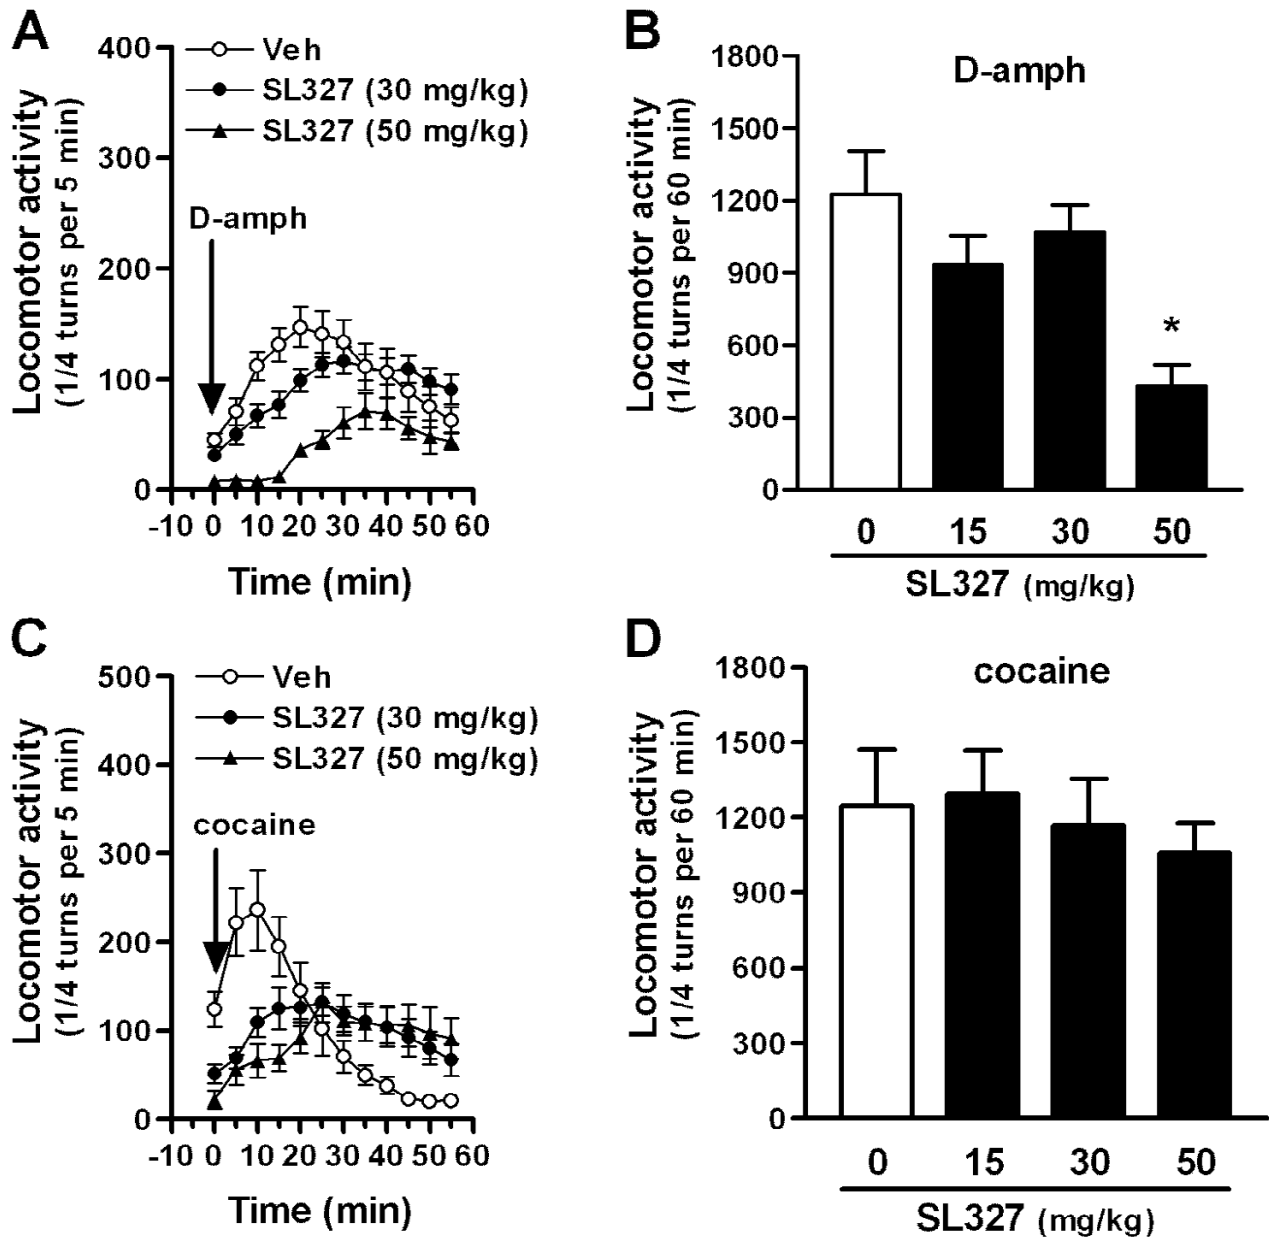 A
Locomotor activity
(1/4 turns per 5 min)
400
300
200
100
0
Veh
SL327 (30 mg/kg)
SL327 (50 mg/kg)
D-amph
-10 0 10 20 30 40 50 60
Time (min)
B
Locomotor activity
(1/4 turns per 60 min)
1800
1500
1200
900
600
300
0
D-amph
*
0 15 30 50
SL327 (mg/kg)
C
Locomotor activity
(1/4 turns per 5 min)
500
400
300
200
100
0
Veh
SL327 (30 mg/kg)
SL327 (50 mg/kg)
cocaine
-10 0 10 20 30 40 50 60
Time (min)
D
Locomotor activity
(1/4 turns per 60 min)
1800
1500
1200
900
600
300
0
cocaine
0 15 30 50
SL327 (mg/kg)